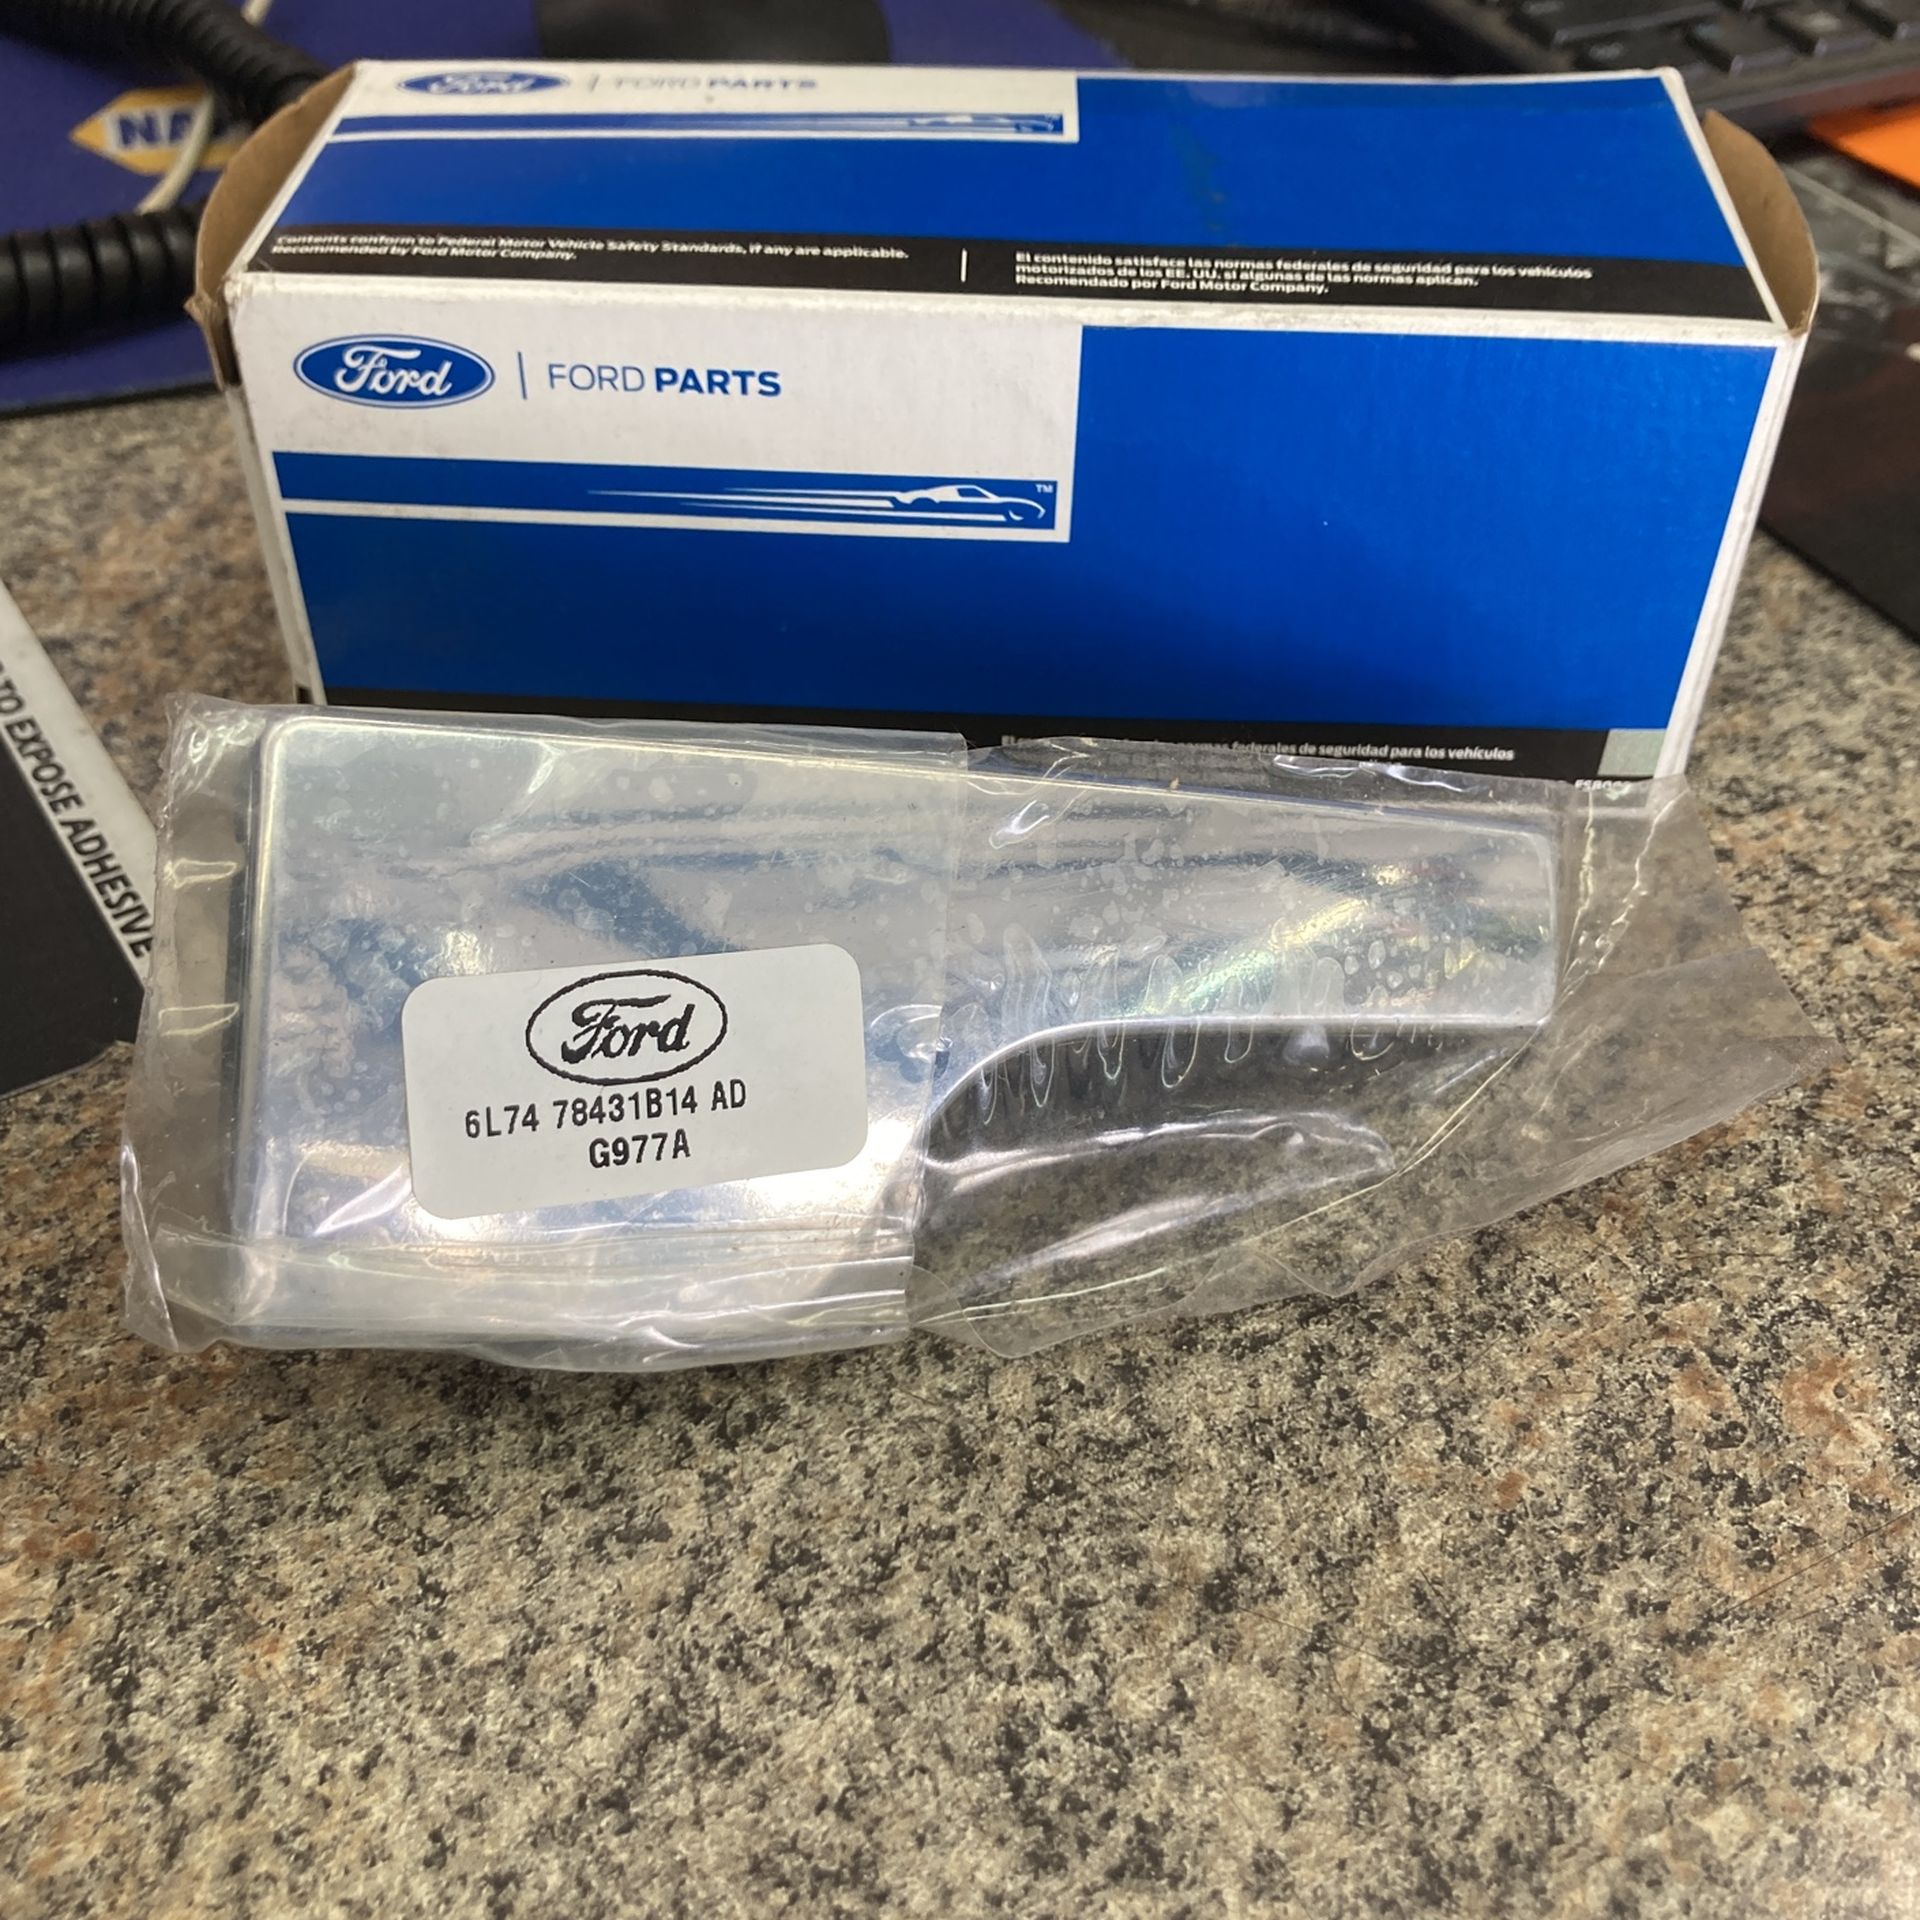 NA
Ford | FORD PARTS
Contents conform to Federal Motor Vehicle Safety Standards, if any are applicable.
Recommended by Ford Motor Company.
El contenido satisface las normas federales de seguridad para los vehículos
motorizados de los EE. UU. si algunas de las normas aplican.
Recomendado por Ford Motor Company.
Ford | FORD PARTS
TM
TO EXPOSE ADHESIVE
normas federales de seguridad para los vehículos
Ford
6L74 78431B14 AD
G977A